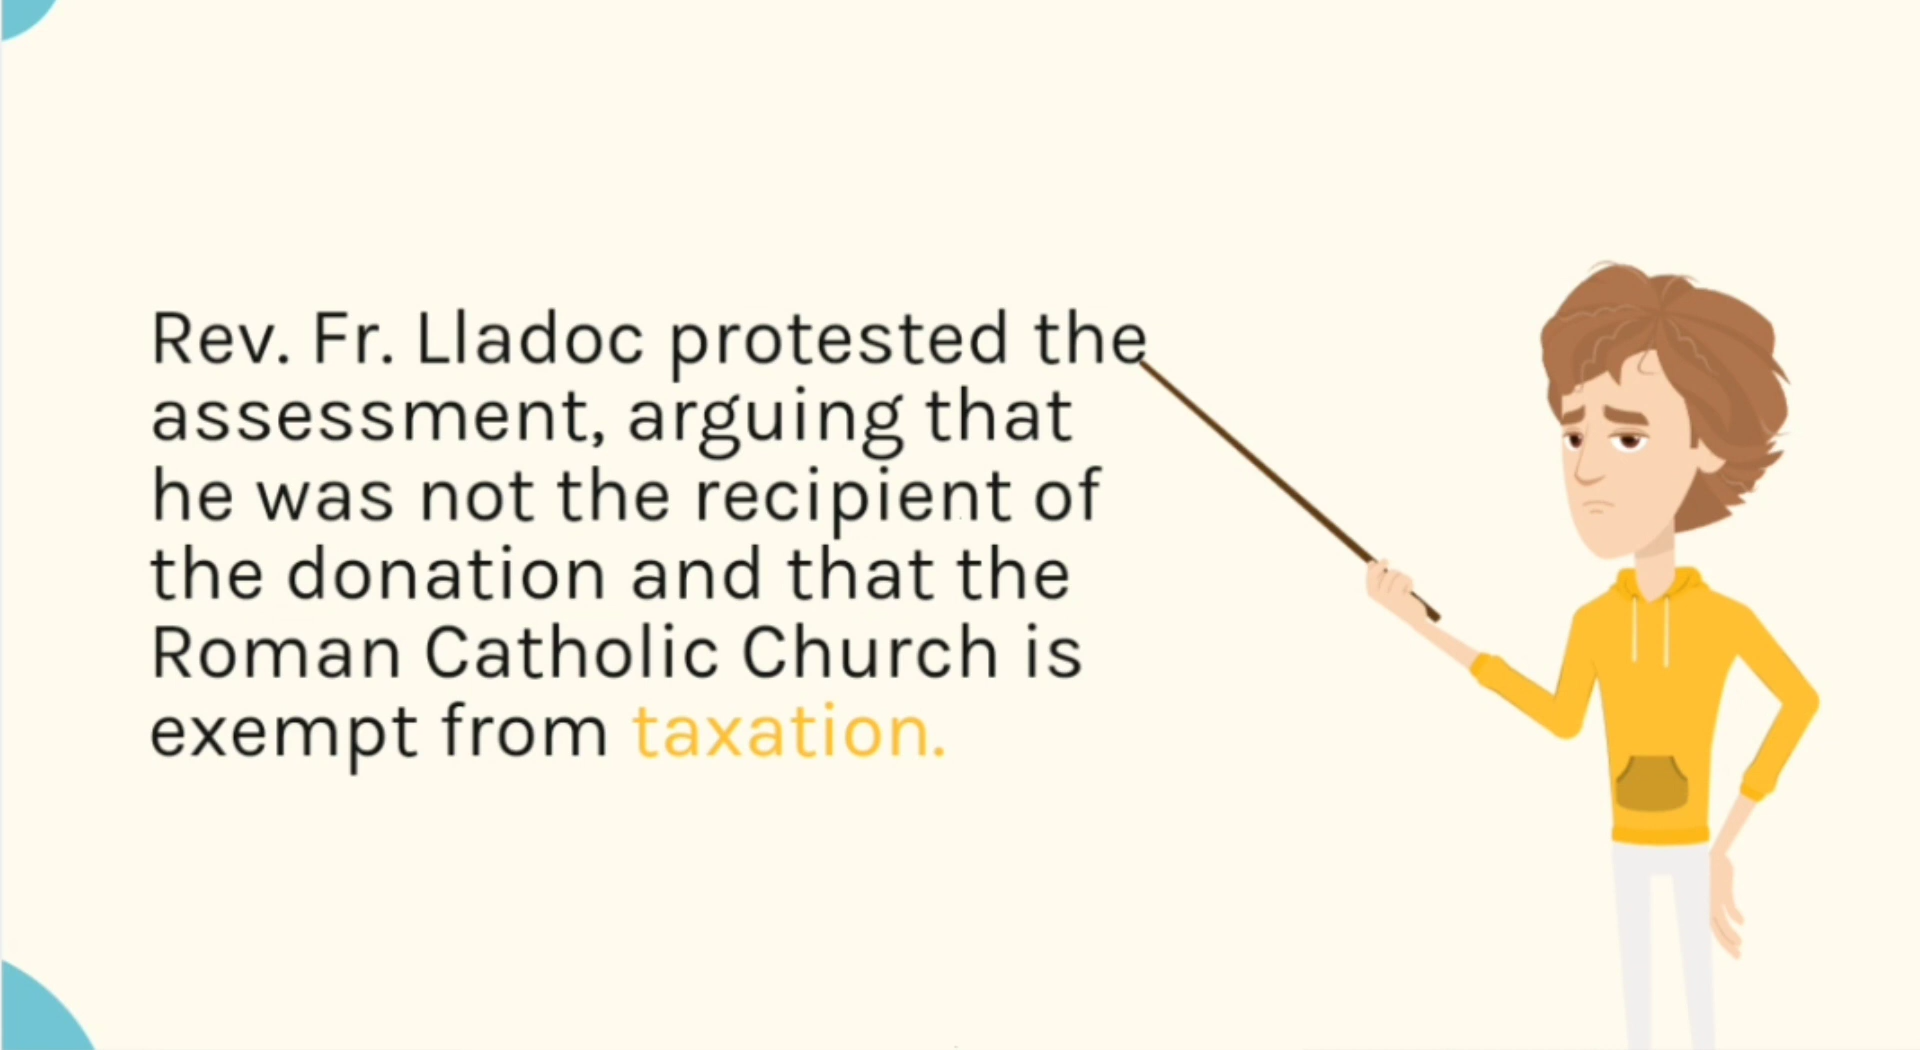 Rev. Fr. Lladoc protested the
assessment, arguing that
he was not the recipient of
the donation and that the
Roman Catholic Church is
exempt from taxation.